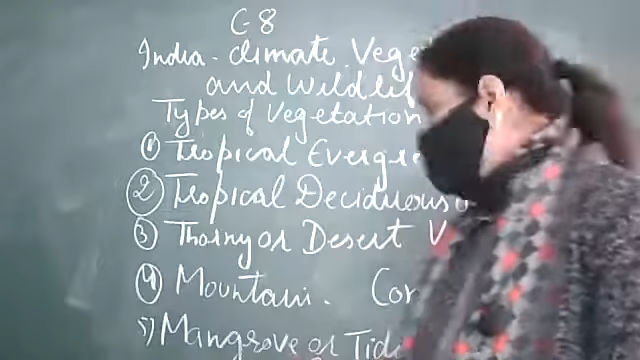 C-8
India - climate Vege
and Wildlif
Types of Vegetation
① Tropical Evergre
② Tropical Deciduous
③ Thorny or Desert V
④ Mountain. Con
5) Mangrove or Tid